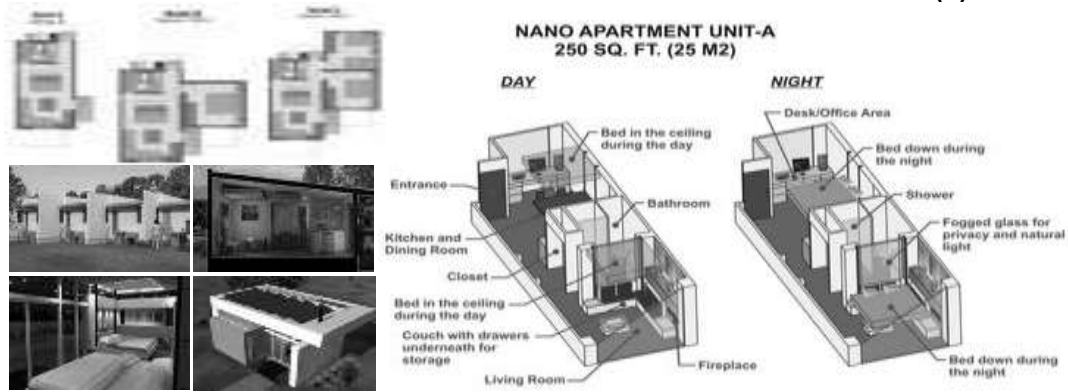 NANO APARTMENT UNIT-A
250 SQ. FT. (25 M2)
DAY
Bed in the ceiling
during the day
Entrance
Bathroom
Kitchen and
Dining Room
Closet
Bed in the ceiling
during the day
Couch with drawers
underneath for
storage
Living Room
Fireplace
NIGHT
Desk/Office Area
Bed down during
the night
Shower
Fogged glass for
privacy and natural
light
Bed down during
the night